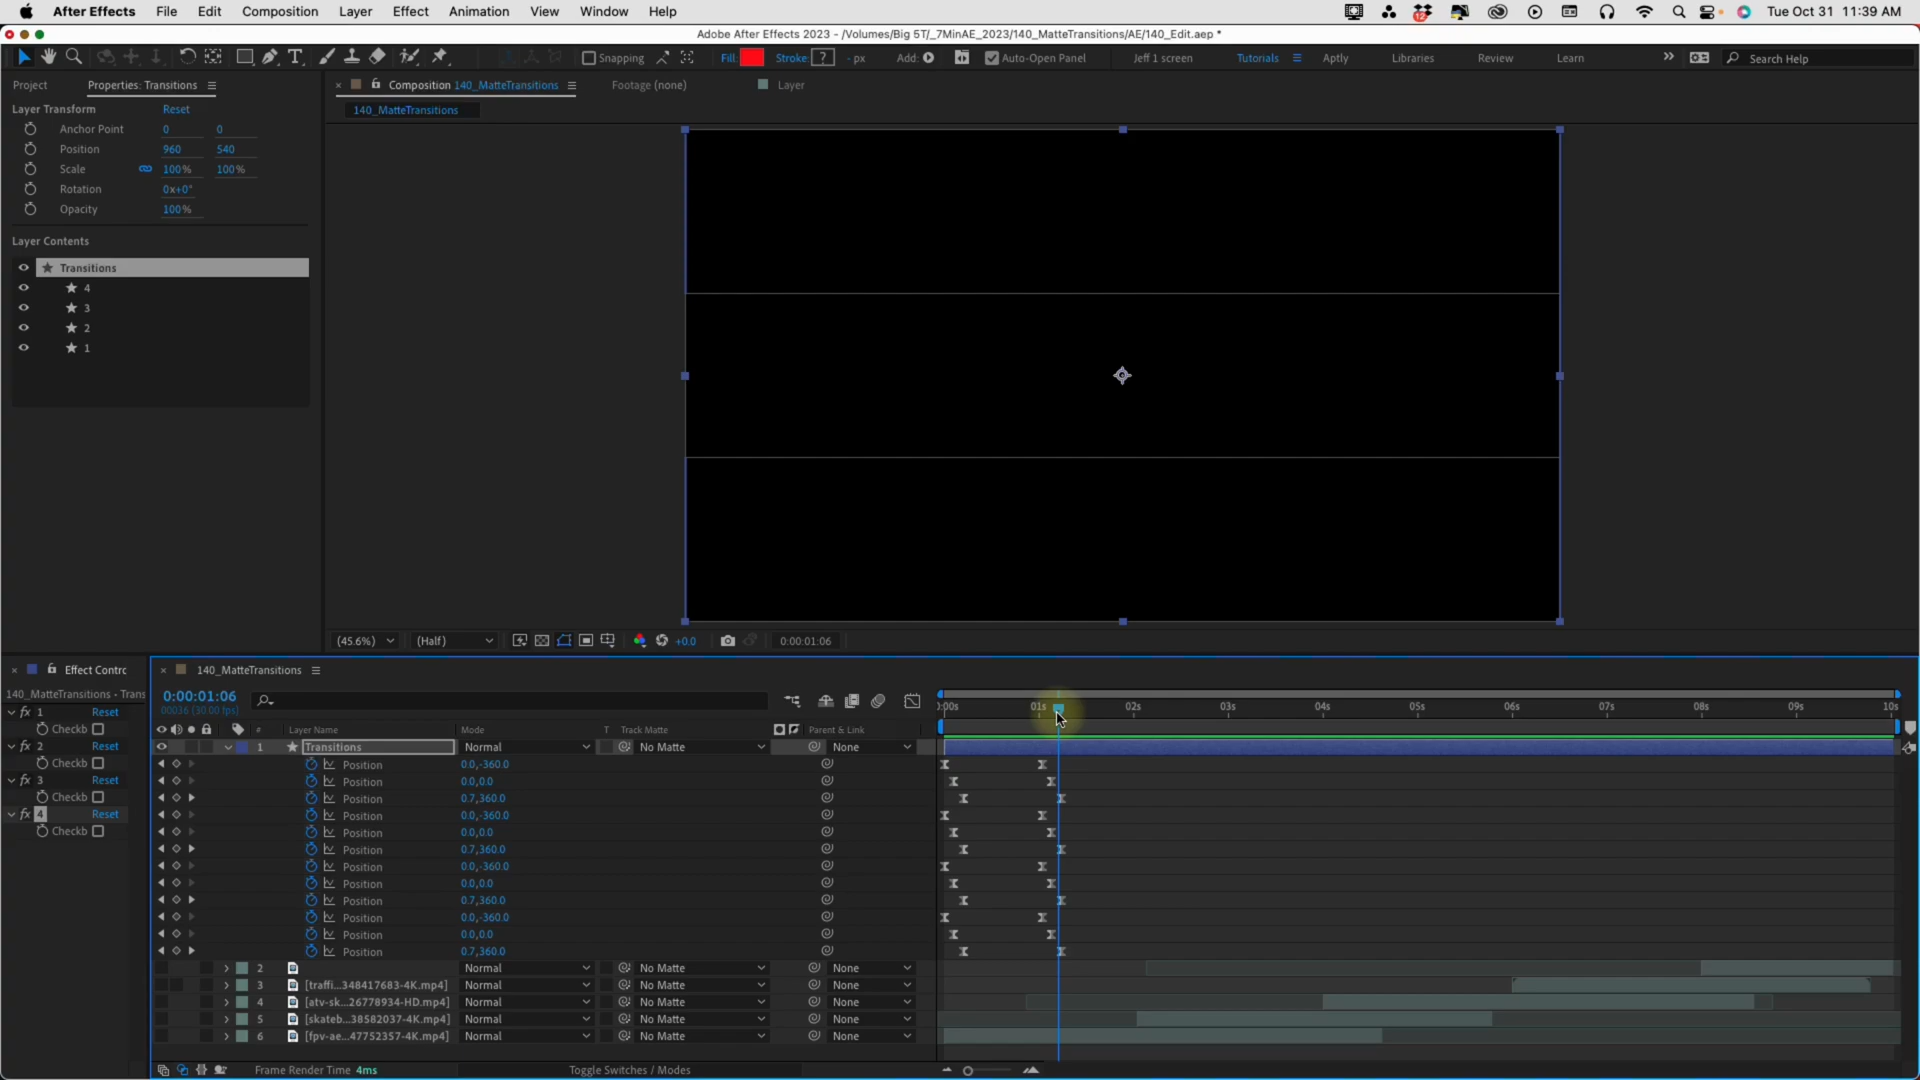 After Effects File Edit Composition Layer Effect Animation View Window Help 12 Tue Oct 31 11:39 AM
Adobe After Effects 2023 - /Volumes/Big 5T/_7MinAE_2023/140_MatteTransitions/AE/140_Edit.aep *
Snapping Fill: Stroke: ? - px Add: Auto-Open Panel Jeff 1 screen Tutorials Aptly Libraries Review Learn Search Help
Project Properties: Transitions Composition 140_MatteTransitions Footage (none) Layer
Layer Transform Reset 140_MatteTransitions
Anchor Point 0 0
Position 960 540
Scale 100% 100%
Rotation 0x+0°
Opacity 100%
Layer Contents
Transitions
4
3
2
1
(45.6%) (Half) +0.0 0:00:01:06
Effect Contrc 140_MatteTransitions
140_MatteTransitions - Trans 0:00:01:06
00036 (30.00 fps)
fx 1 Reset :00s 01s 02s 03s 04s 05s 06s 07s 08s 09s 10s
Checkb # Layer Name Mode T Track Matte Parent & Link
fx 2 Reset 1 Transitions Normal No Matte None
Checkb Position 0.0,-360.0
fx 3 Reset Position 0.0,0.0
Checkb Position 0.7,360.0
fx 4 Reset Position 0.0,-360.0
Checkb Position 0.0,0.0
Position 0.7,360.0
Position 0.0,-360.0
Position 0.0,0.0
Position 0.7,360.0
Position 0.0,-360.0
Position 0.0,0.0
Position 0.7,360.0
2 Normal No Matte None
3 [traffi...348417683-4K.mp4] Normal No Matte None
4 [atv-sk...26778934-HD.mp4] Normal No Matte None
5 [skateb...38582037-4K.mp4] Normal No Matte None
6 [fpv-ae...47752357-4K.mp4] Normal No Matte None
Frame Render Time 4ms Toggle Switches / Modes